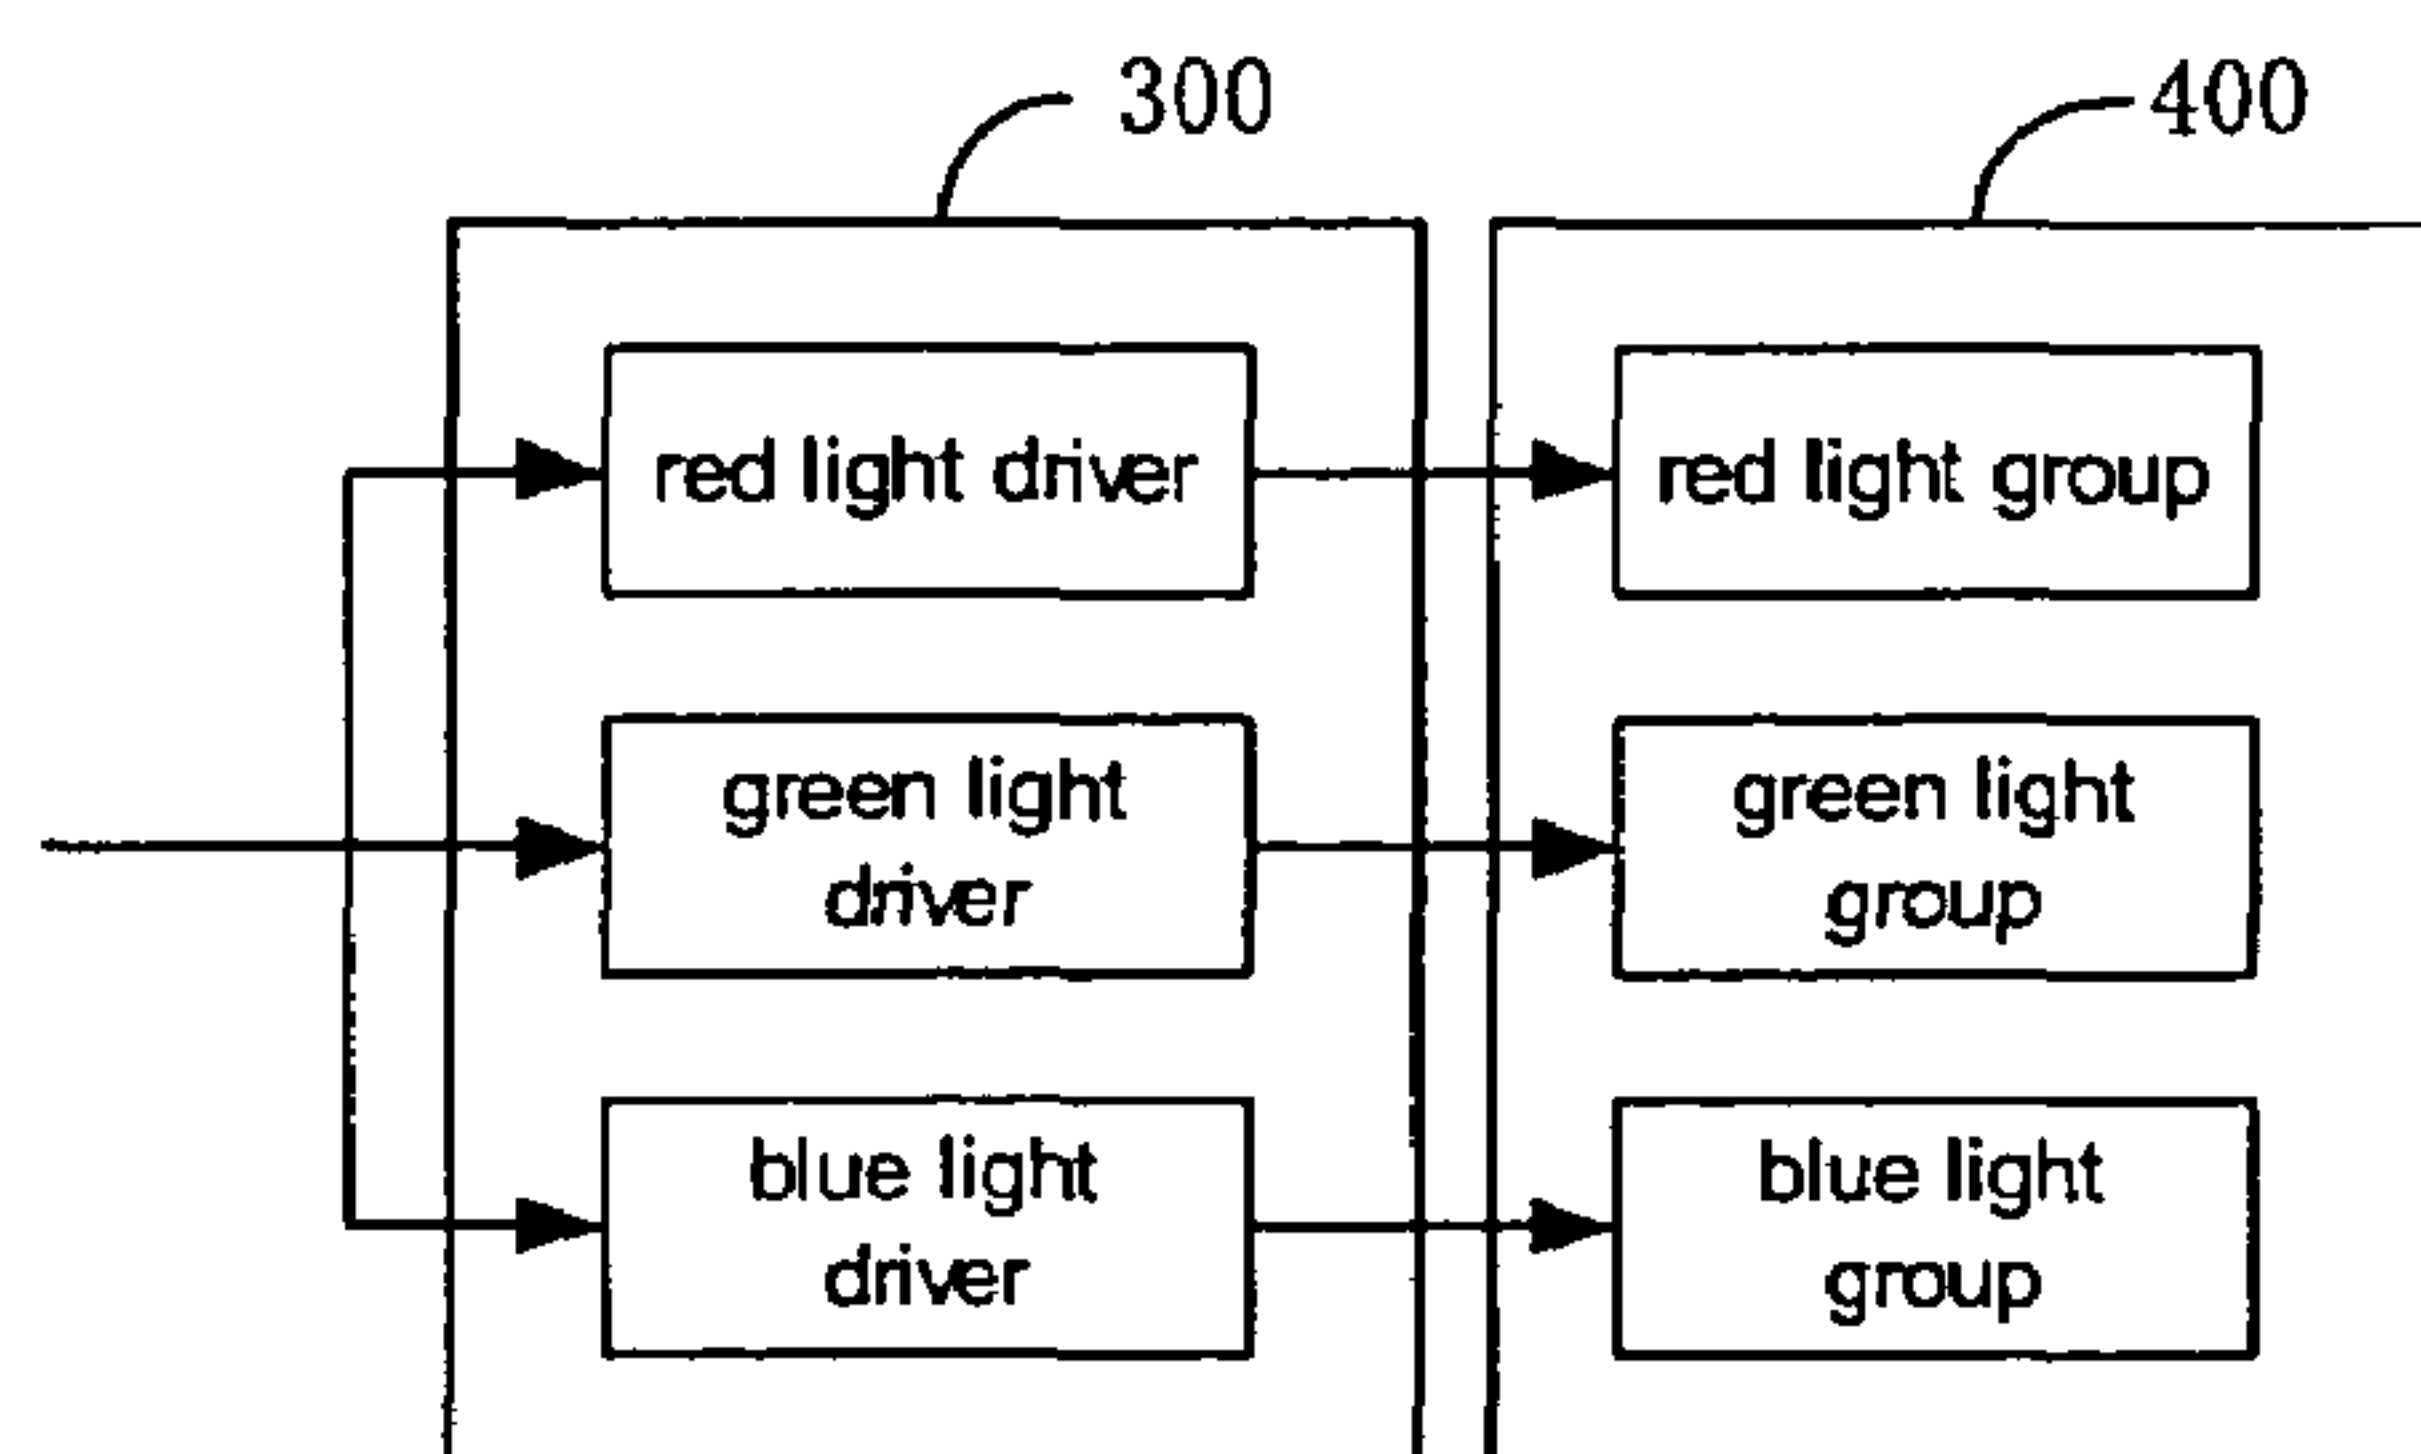 300
400
red light driver
red light group
green light
driver
green light
group
blue light
driver
blue light
group